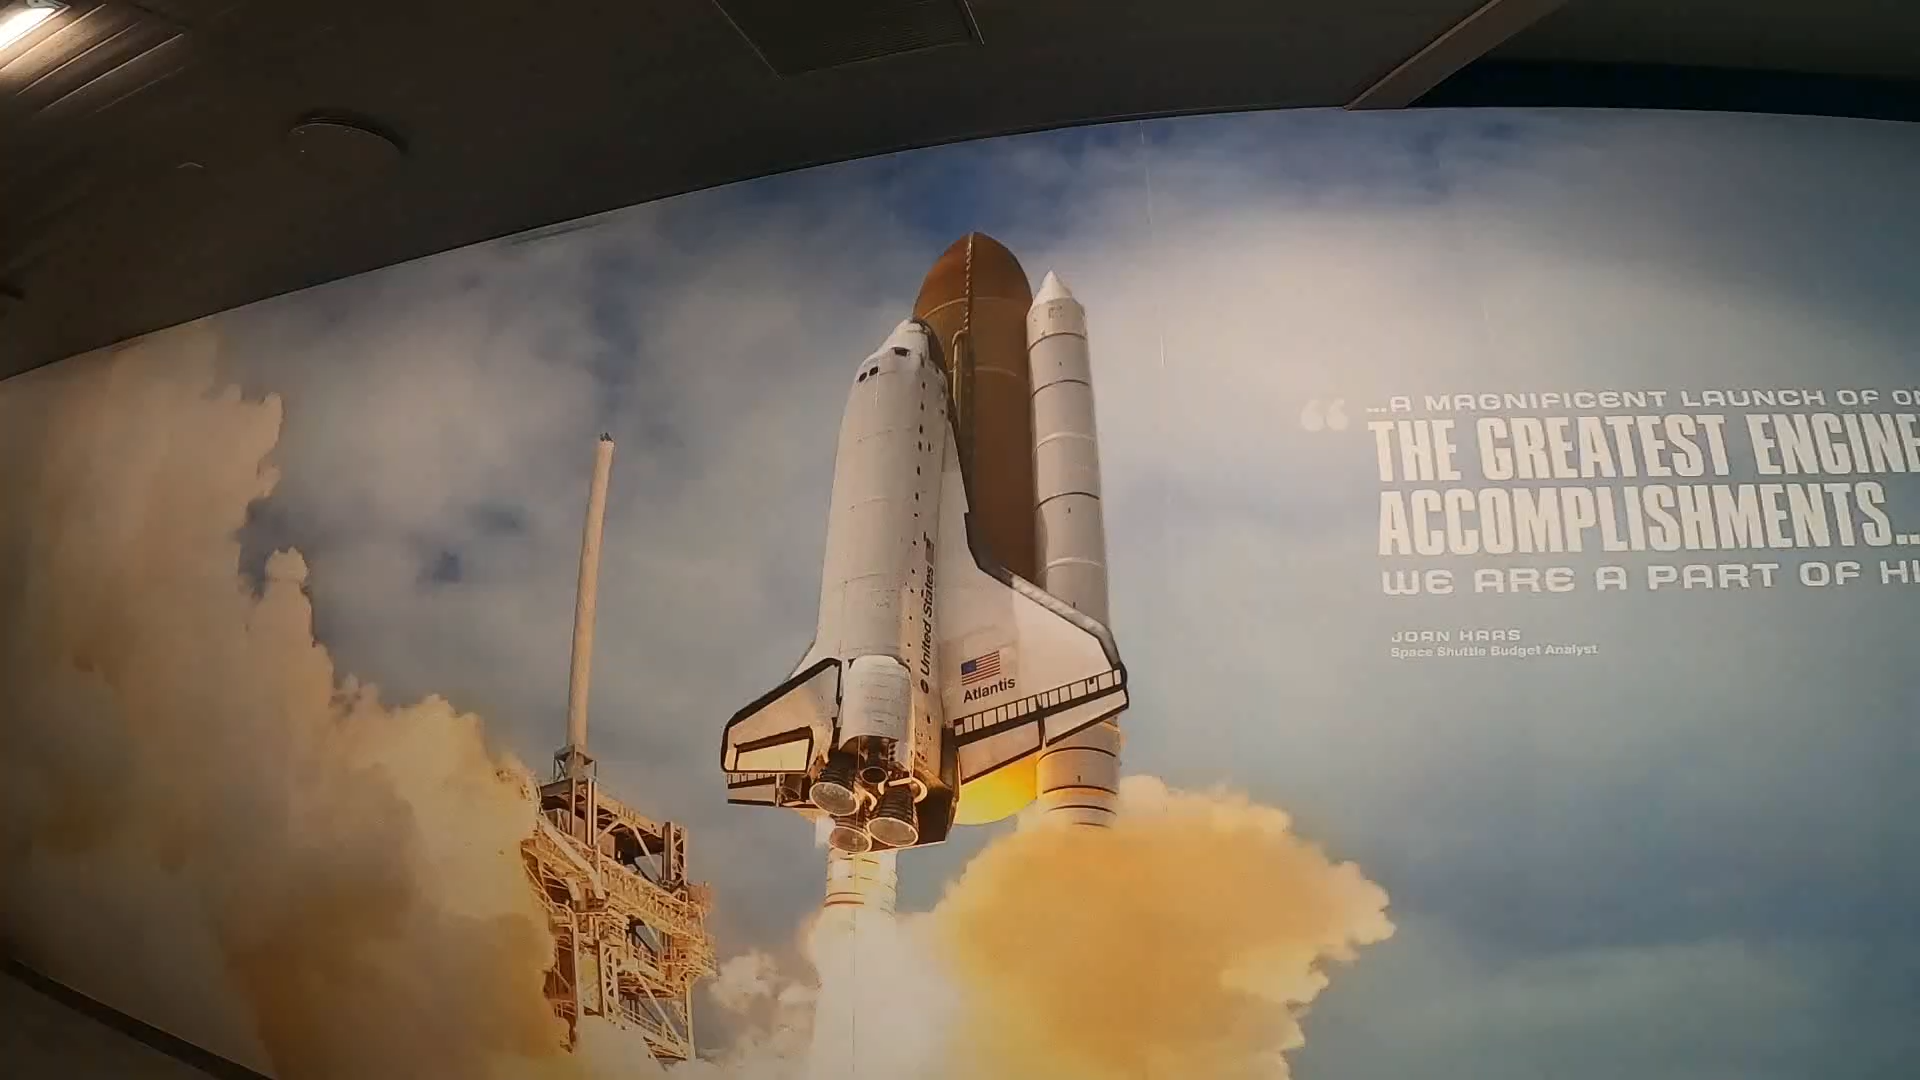 “ ...A MAGNIFICENT LAUNCH OF
THE GREATEST
ACCOMPLISHMENTS...
WE ARE A PART OF
JOAN HAAS
Space Shuttle Budget Analyst
United States
Atlantis